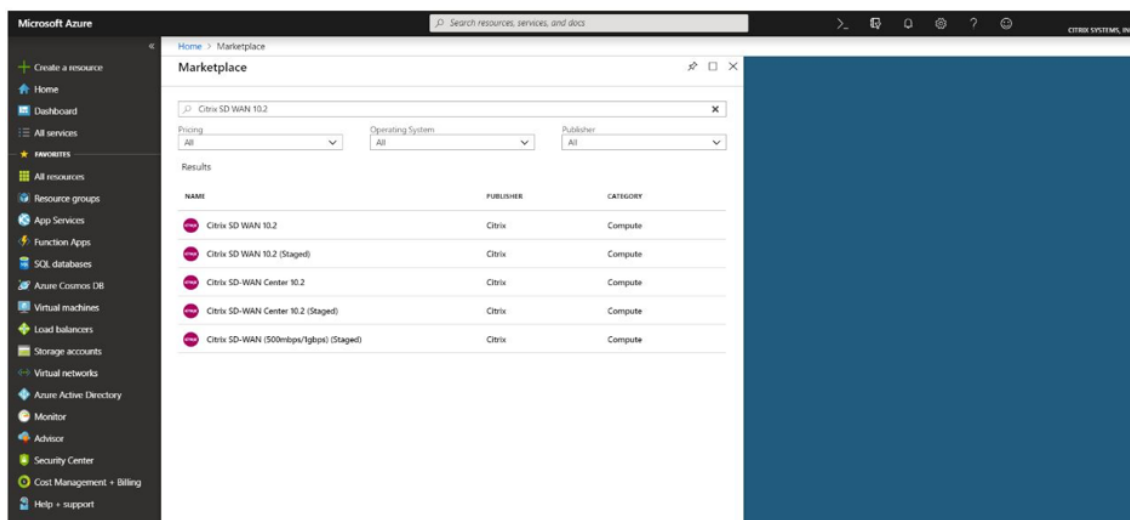 Microsoft Azure
Search resources, services, and docs
CITRIX SYSTEMS, IN
Create a resource
Home
Dashboard
All services
FAVORITES
All resources
Resource groups
App Services
Function Apps
SQL databases
Azure Cosmos DB
Virtual machines
Load balancers
Storage accounts
Virtual networks
Azure Active Directory
Monitor
Advisor
Security Center
Cost Management + Billing
Help + support
Home > Marketplace
Marketplace
Citrix SD WAN 10.2
Pricing Operating System Publisher
All All All
Results
NAME PUBLISHER CATEGORY
Citrix SD WAN 10.2 Citrix Compute
Citrix SD WAN 10.2 (Staged) Citrix Compute
Citrix SD-WAN Center 10.2 Citrix Compute
Citrix SD-WAN Center 10.2 (Staged) Citrix Compute
Citrix SD-WAN (500mbps/1gbps) (Staged) Citrix Compute